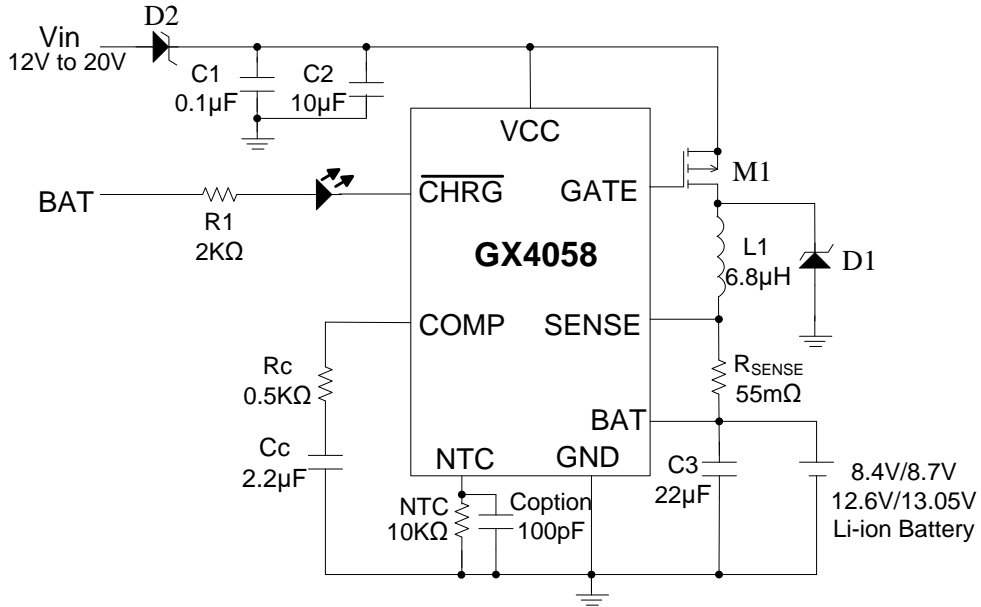 D2
Vin
12V to 20V
C1
0.1µF
C2
10µF
VCC
BAT
R1
2KΩ
CHRG
GATE
M1
GX4058
L1
6.8µH
D1
COMP
SENSE
Rc
0.5KΩ
RSENSE
55mΩ
BAT
Cc
2.2µF
NTC
GND
C3
22µF
8.4V/8.7V
12.6V/13.05V
Li-ion Battery
NTC
10KΩ
Coption
100pF